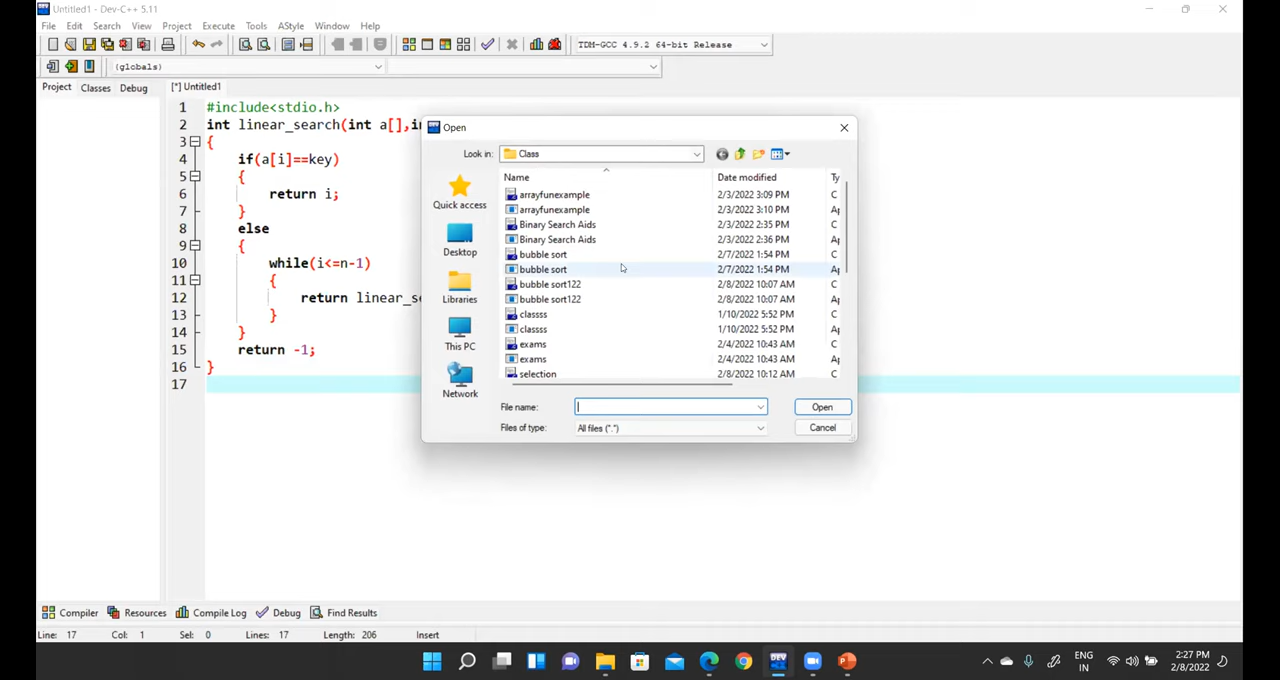 Untitled1 - Dev-C++ 5.11
File Edit Search View Project Execute Tools AStyle Window Help
TDM-GCC 4.9.2 64-bit Release
(globals)
Project Classes Debug [*] Untitled1
1 #include<stdio.h>
2 int linear_search(int a[],in
3 {
4 if(a[i]==key)
5 {
6 return i;
7 }
8 else
9 {
10 while(i<=n-1)
11 {
12 return linear_se
13 }
14 }
15 return -1;
16 }
17
Open
Look in: Class
Quick access
Desktop
Libraries
This PC
Network
Name Date modified Ty
arrayfunexample 2/3/2022 3:09 PM C
arrayfunexample 2/3/2022 3:10 PM Ap
Binary Search Aids 2/3/2022 2:35 PM C
Binary Search Aids 2/3/2022 2:36 PM Ap
bubble sort 2/7/2022 1:54 PM C
bubble sort 2/7/2022 1:54 PM Ap
bubble sort122 2/8/2022 10:07 AM C
bubble sort122 2/8/2022 10:07 AM Ap
classss 1/10/2022 5:52 PM C
classss 1/10/2022 5:52 PM Ap
exams 2/4/2022 10:43 AM C
exams 2/4/2022 10:43 AM Ap
selection 2/8/2022 10:12 AM C
File name: Open
Files of type: All files (*.*) Cancel
Compiler Resources Compile Log Debug Find Results
Line: 17 Col: 1 Sel: 0 Lines: 17 Length: 206 Insert
DEV
ENG
IN
2:27 PM
2/8/2022